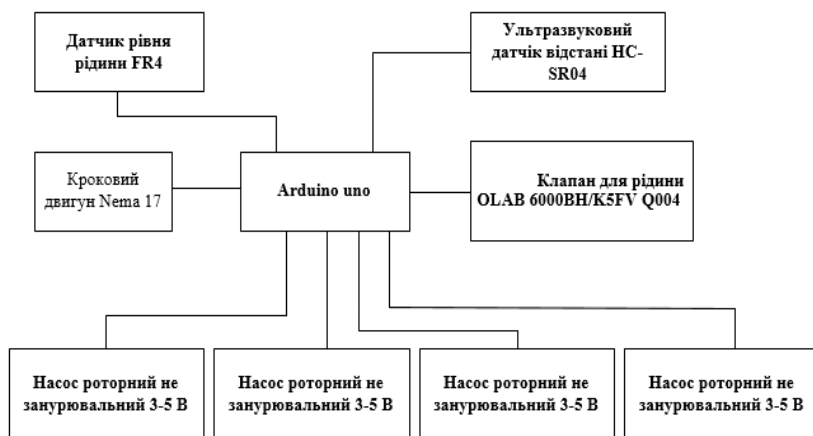 Датчик рівня
рідини FR4
Ультразвуковий
датчік відстані HC-
SR04
Кроковий
двигун Nema 17
Arduino uno
Клапан для рідини
OLAB 6000BH/K5FV Q004
Насос роторний не
занурювальний 3-5 В
Насос роторний не
занурювальний 3-5 В
Насос роторний не
занурювальний 3-5 В
Насос роторний не
занурювальний 3-5 В